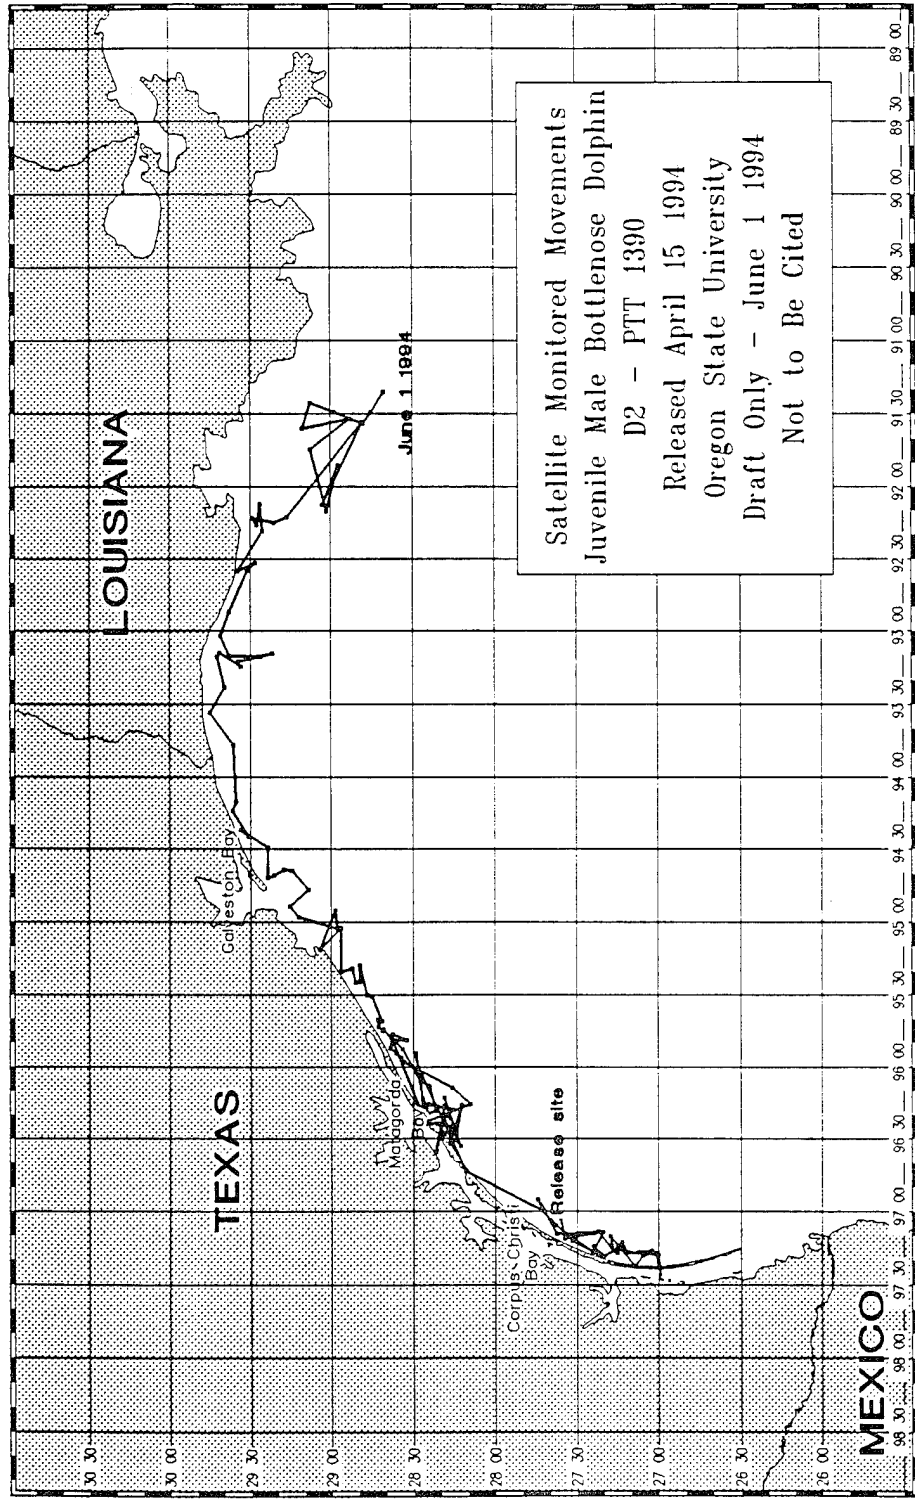 30 30
30 00
29 30
29 00
28 30
28 00
27 30
27 00
26 30
26 00
LOUISIANA
TEXAS
Galveston Bay
Matagorda
Bay
June 1 1994
Corpus Christi
Bay
Release site
Satellite Monitored Movements
Juvenile Male Bottlenose Dolphin
D2 - PTT 1390
Released April 15 1994
Oregon State University
Draft Only - June 1 1994
Not to Be Cited
MEXICO
98 30 98 00 97 30 97 00 96 30 96 00 95 30 95 00 94 30 94 00 93 30 93 00 92 30 92 00 91 30 91 00 90 30 90 00 89 30 89 00